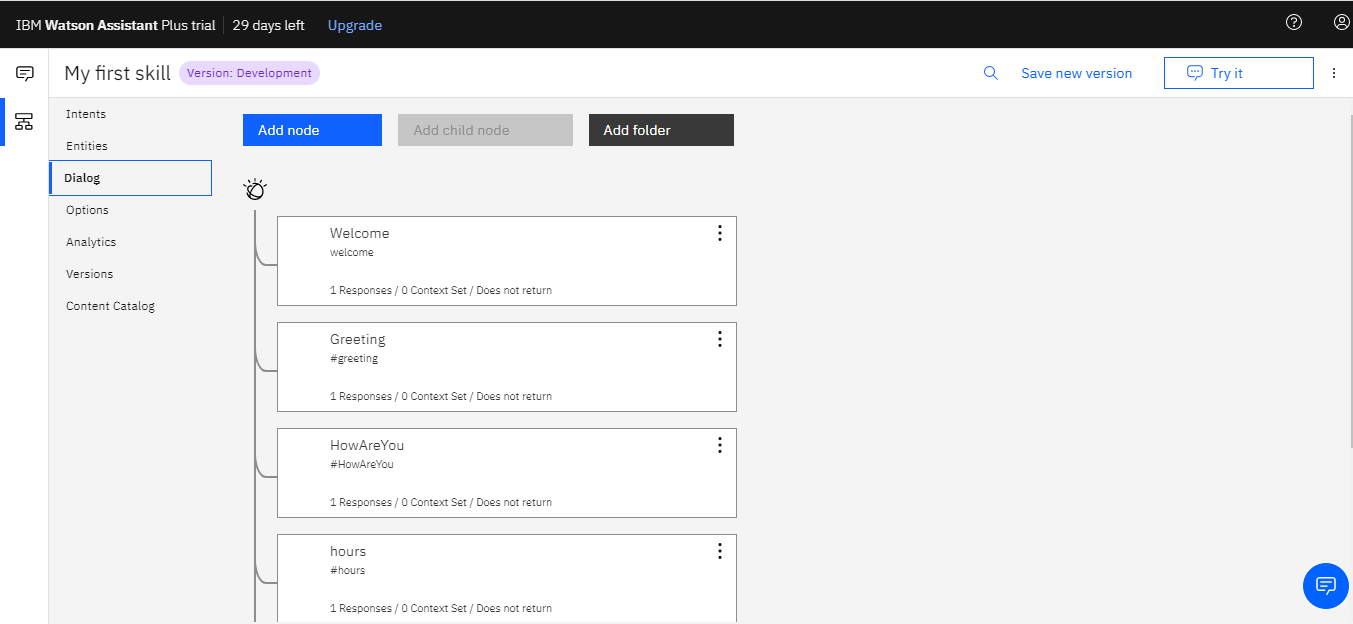 IBM Watson Assistant Plus trial 29 days left Upgrade
My first skill Version: Development Save new version Try it
Intents
Entities
Dialog
Options
Analytics
Versions
Content Catalog
Add node Add child node Add folder
Welcome
welcome
1 Responses / 0 Context Set / Does not return
Greeting
#greeting
1 Responses / 0 Context Set / Does not return
HowAreYou
#HowAreYou
1 Responses / 0 Context Set / Does not return
hours
#hours
1 Responses / 0 Context Set / Does not return